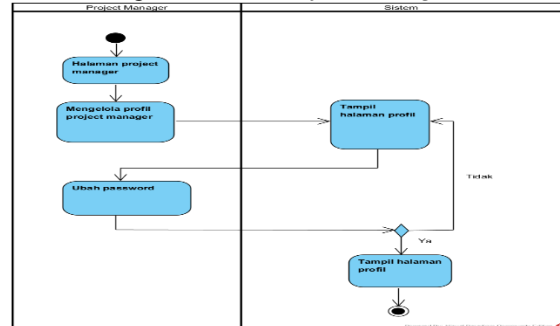 Project Manager
Sistem
Halaman project
manager
Mengelola profil
project manager
Tampil
halaman profil
Tidak
Ubah password
Ya
Tampil halaman
profil